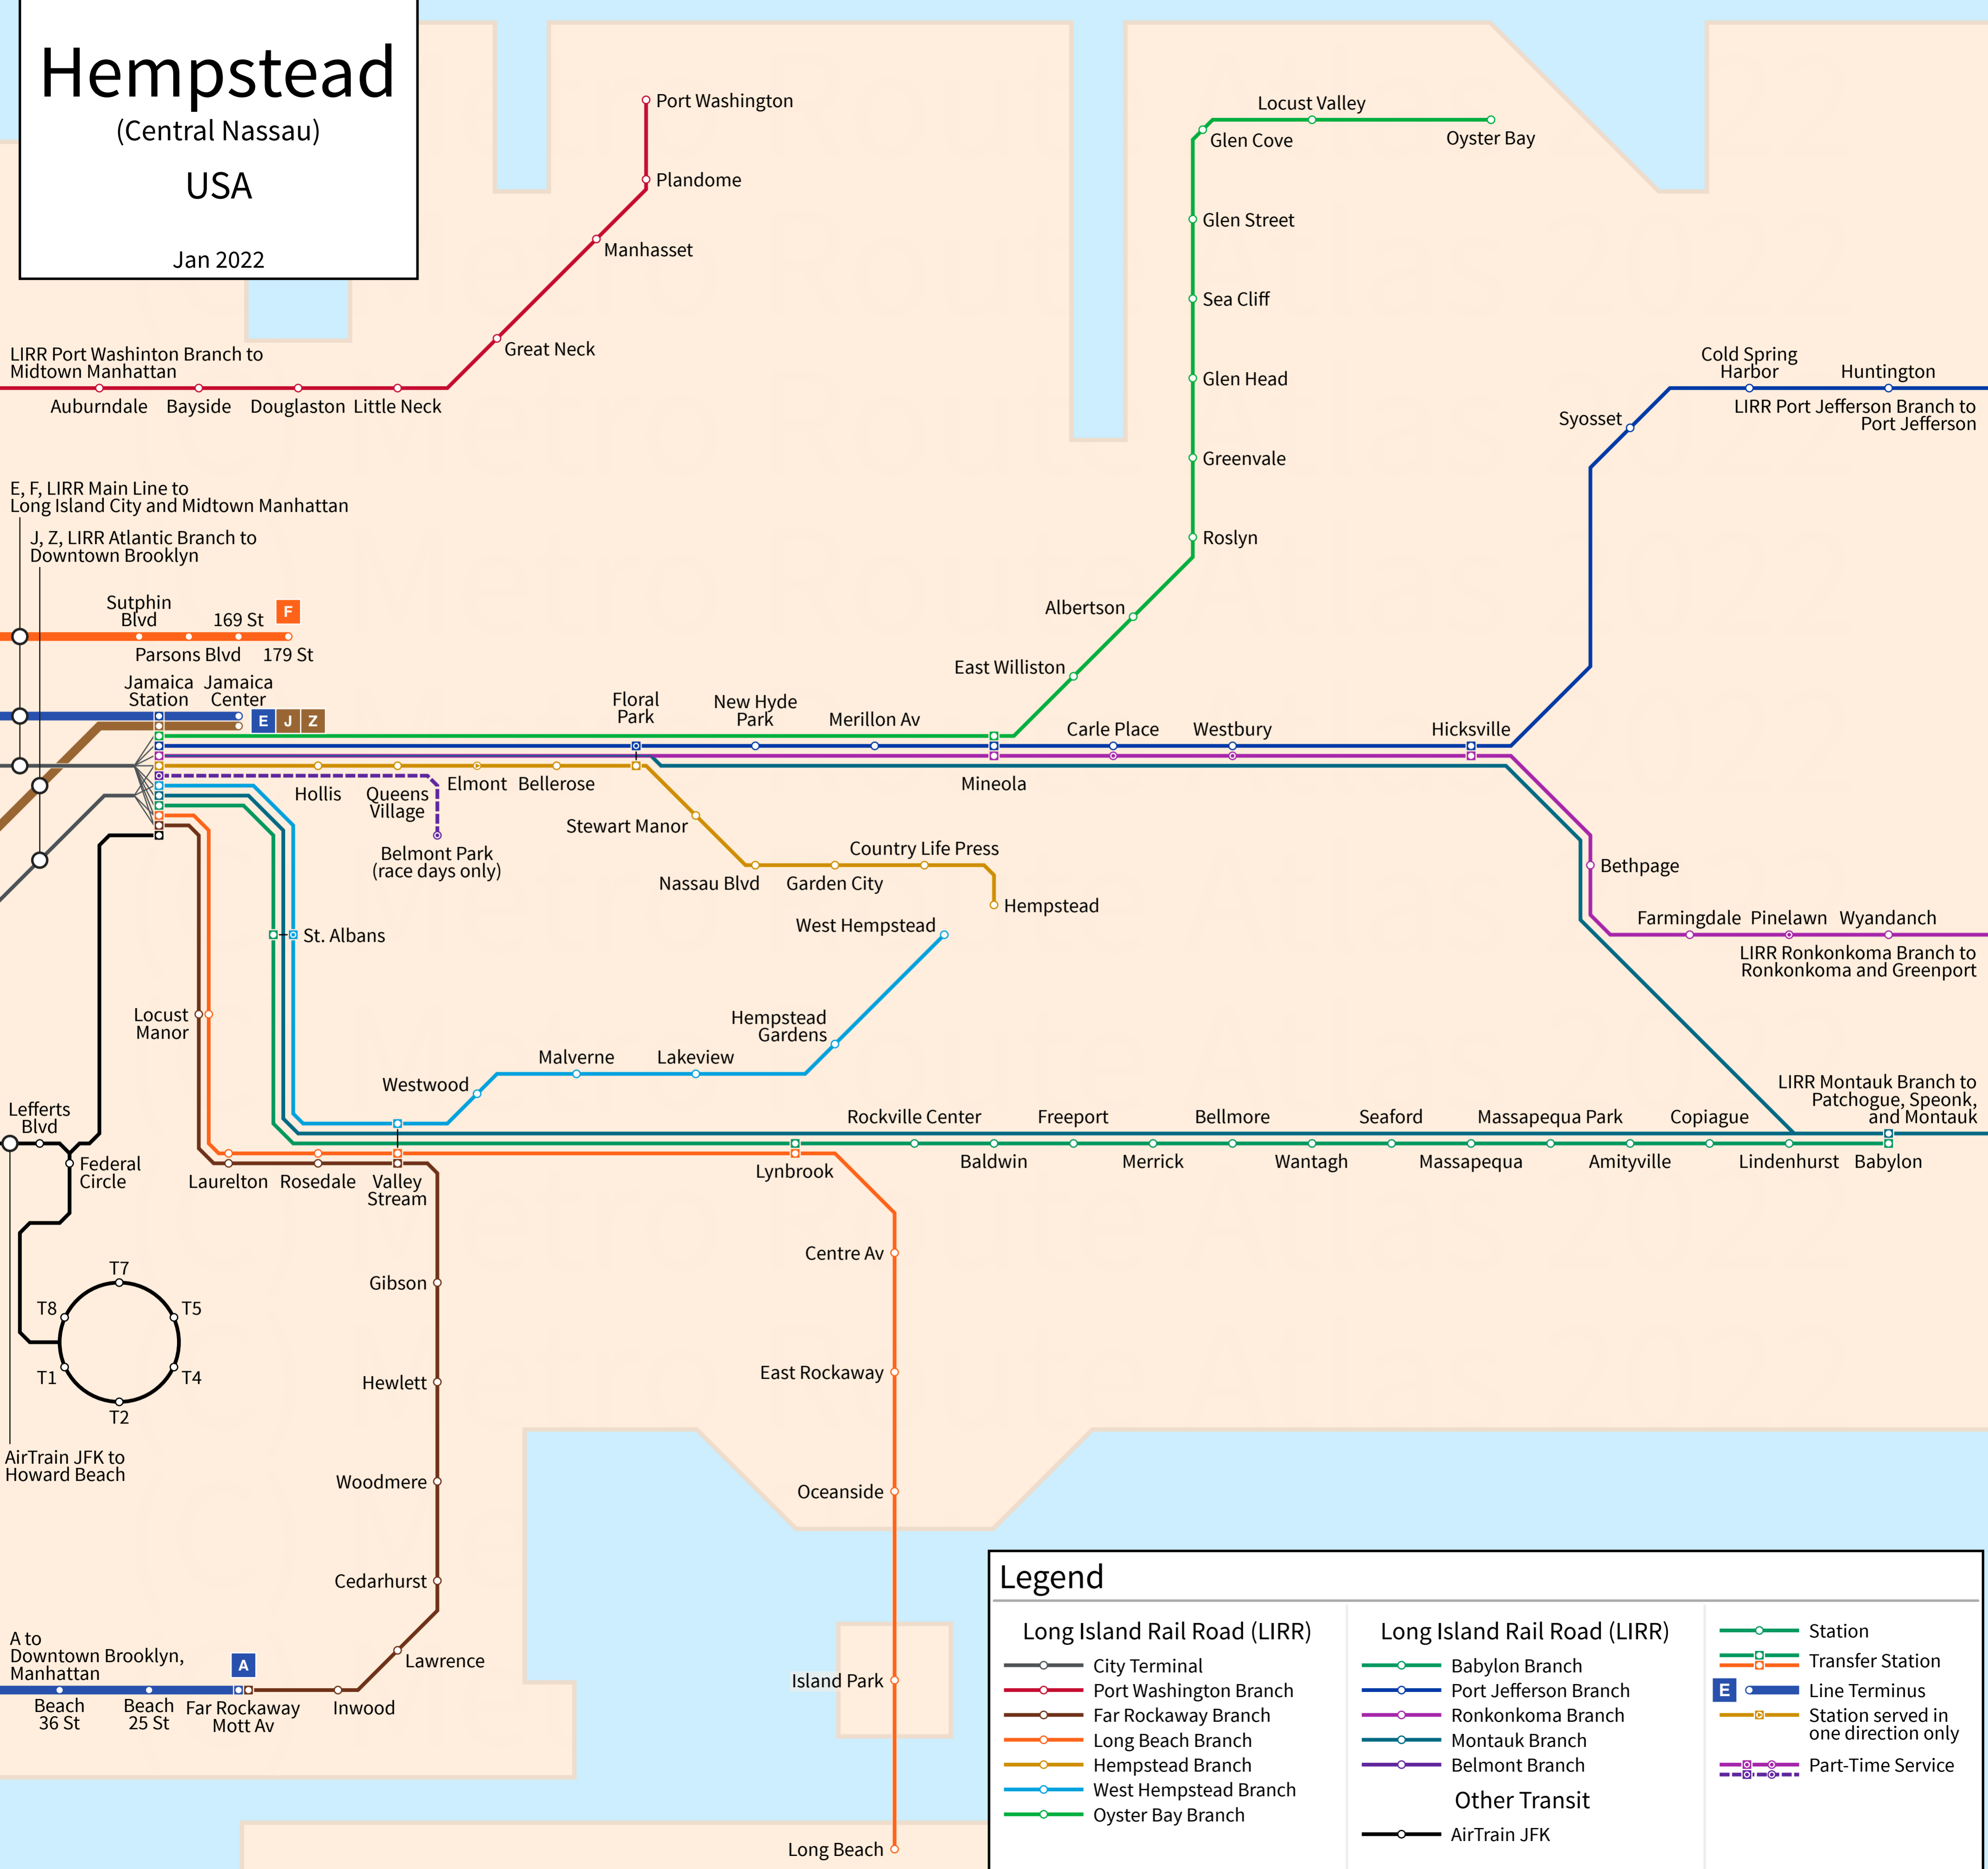 Hempstead
(Central Nassau)
USA
Jan 2022
Port Washington
Plandome
Manhasset
Great Neck
LIRR Port Washinton Branch to
Midtown Manhattan
Auburndale
Bayside
Douglaston
Little Neck
Locust Valley
Glen Cove
Oyster Bay
Glen Street
Sea Cliff
Glen Head
Greenvale
Roslyn
Albertson
East Williston
Cold Spring
Harbor
Huntington
LIRR Port Jefferson Branch to
Port Jefferson
Syosset
E, F, LIRR Main Line to
Long Island City and Midtown Manhattan
J, Z, LIRR Atlantic Branch to
Downtown Brooklyn
Sutphin
Blvd
169 St
F
Parsons Blvd
179 St
Jamaica
Station
Jamaica
Center
E
J
Z
Floral
Park
New Hyde
Park
Merillon Av
Carle Place
Westbury
Hicksville
Mineola
Hollis
Queens
Village
Elmont
Bellerose
Belmont Park
(race days only)
Stewart Manor
Country Life Press
Nassau Blvd
Garden City
Hempstead
West Hempstead
Bethpage
Farmingdale
Pinelawn
Wyandanch
LIRR Ronkonkoma Branch to
Ronkonkoma and Greenport
St. Albans
Locust
Manor
Hempstead
Gardens
Malverne
Lakeview
Westwood
LIRR Montauk Branch to
Patchogue, Speonk,
and Montauk
Lefferts
Blvd
Federal
Circle
Rockville Center
Freeport
Bellmore
Seaford
Massapequa Park
Copiague
Laurelton
Rosedale
Valley
Stream
Lynbrook
Baldwin
Merrick
Wantagh
Massapequa
Amityville
Lindenhurst
Babylon
T7
T8
T5
T1
T4
T2
AirTrain JFK to
Howard Beach
Gibson
Hewlett
Woodmere
Cedarhurst
Lawrence
Inwood
Centre Av
East Rockaway
Oceanside
Island Park
Long Beach
A to
Downtown Brooklyn,
Manhattan
A
Beach
36 St
Beach
25 St
Far Rockaway
Mott Av
Legend
Long Island Rail Road (LIRR)
City Terminal
Port Washington Branch
Far Rockaway Branch
Long Beach Branch
Hempstead Branch
West Hempstead Branch
Oyster Bay Branch
Long Island Rail Road (LIRR)
Babylon Branch
Port Jefferson Branch
Ronkonkoma Branch
Montauk Branch
Belmont Branch
Other Transit
AirTrain JFK
Station
Transfer Station
E
Line Terminus
Station served in
one direction only
Part-Time Service